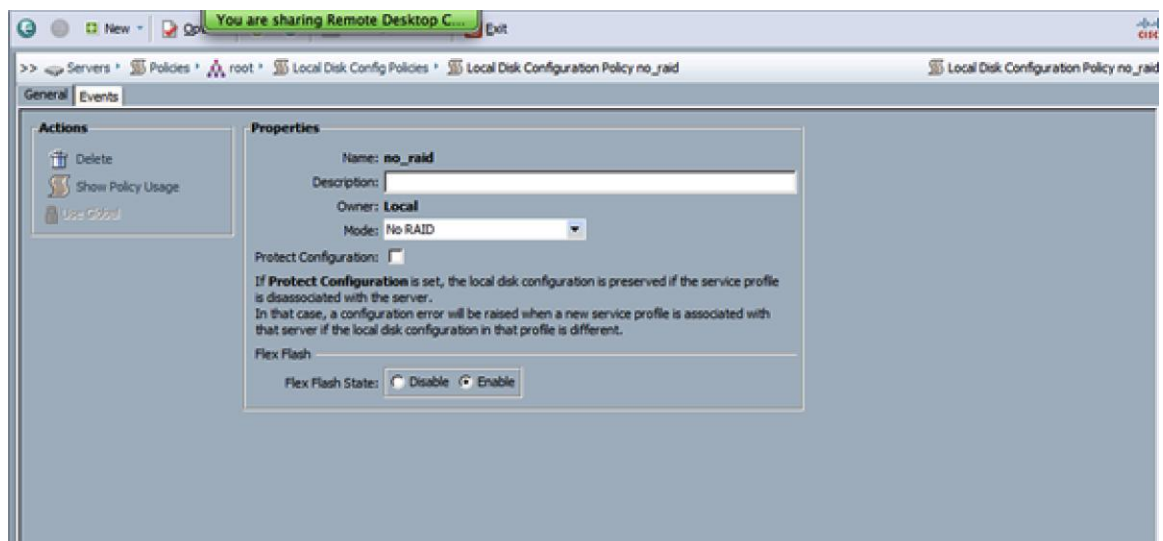 You are sharing Remote Desktop C...
New
Exit
CISC
>> Servers Policies root Local Disk Config Policies Local Disk Configuration Policy no_raid Local Disk Configuration Policy no_raid
General Events
Actions
Delete
Show Policy Usage
Use Global
Properties
Name: no_raid
Description:
Owner: Local
Mode: No RAID
Protect Configuration:
If Protect Configuration is set, the local disk configuration is preserved if the service profile
is disassociated with the server.
In that case, a configuration error will be raised when a new service profile is associated with
that server if the local disk configuration in that profile is different.
Flex Flash
Flex Flash State: Disable Enable